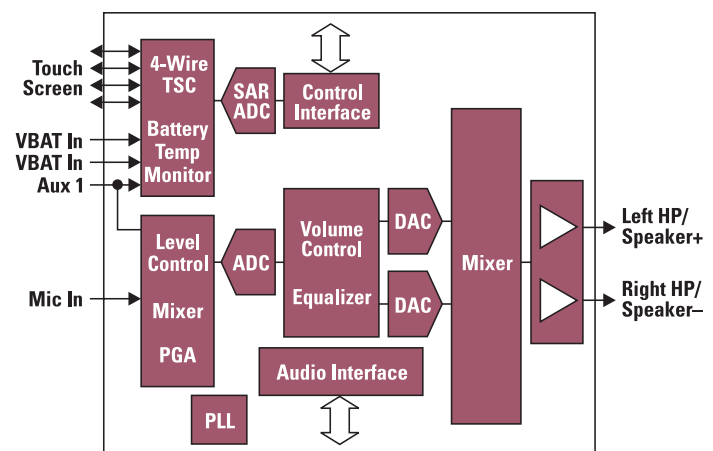 Touch
Screen
VBAT In
VBAT In
Aux 1
Mic In
4-Wire
TSC
Battery
Temp
Monitor
SAR
ADC
Control
Interface
Level
Control
Mixer
PGA
ADC
Volume
Control
Equalizer
DAC
DAC
Mixer
Left HP/
Speaker+
Right HP/
Speaker–
Audio Interface
PLL